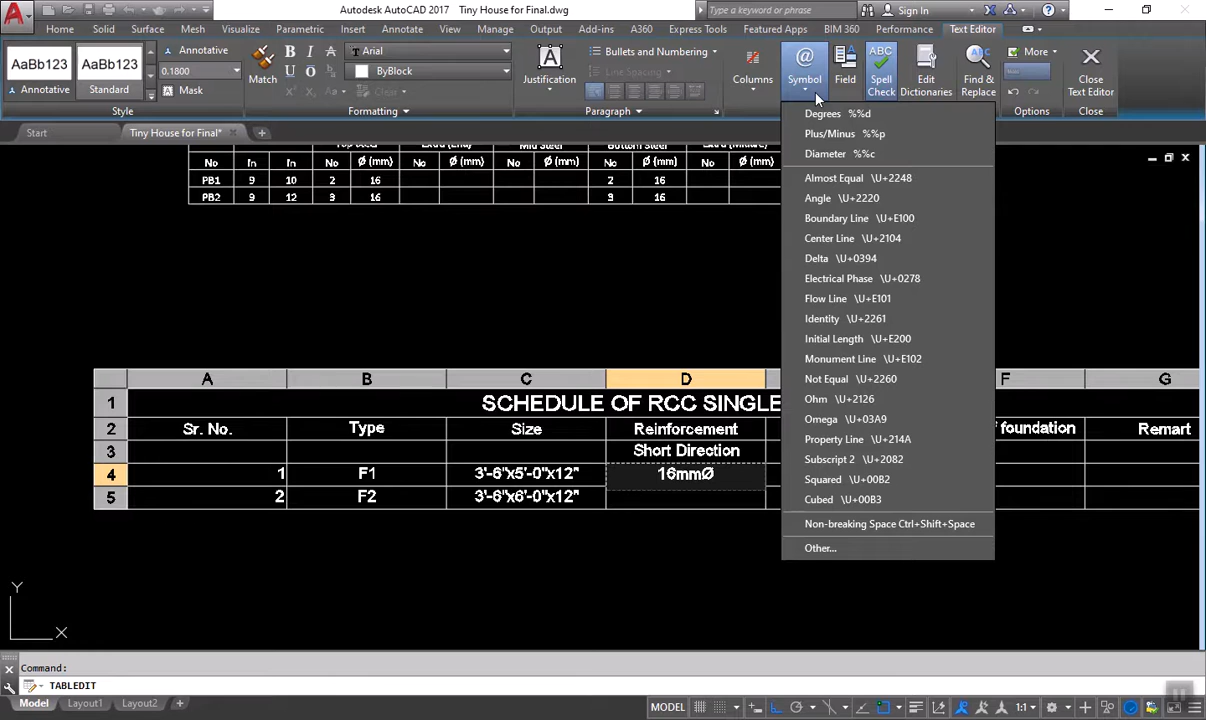 Autodesk AutoCAD 2017 Tiny House for Final.dwg
Type a keyword or phrase
Sign In
Home Solid Surface Mesh Visualize Parametric Insert Annotate View Manage Output Add-ins A360 Express Tools Featured Apps BIM 360 Performance Text Editor
AaBb123
Annotative
AaBb123
Standard
Annotative
0.1800
Mask
Style
Match
B I A
U O
Arial
ByBlock
Aa
Clear
Formatting
Justification
Bullets and Numbering
Line Spacing
Paragraph
Columns
@
Symbol
Field
ABC
Spell
Check
Edit
Dictionaries
Find &
Replace
More
Options
Close
Text Editor
Close
Start
Tiny House for Final*
Degrees %%d
Plus/Minus %%p
Diameter %%c
Almost Equal \U+2248
Angle \U+2220
Boundary Line \U+E100
Center Line \U+2104
Delta \U+0394
Electrical Phase \U+0278
Flow Line \U+E101
Identity \U+2261
Initial Length \U+E200
Monument Line \U+E102
Not Equal \U+2260
Ohm \U+2126
Omega \U+03A9
Property Line \U+214A
Subscript 2 \U+2082
Squared \U+00B2
Cubed \U+00B3
Non-breaking Space Ctrl+Shift+Space
Other...
No In In No Ø (mm) No Ø (mm) No Ø (mm) No Ø (mm) No
PB1 9 10 2 16 2 16
PB2 9 12 3 16 3 16
A B C D F G
1 SCHEDULE OF RCC SINGLE
2 Sr. No. Type Size Reinforcement foundation Remart
3 Short Direction
4 1 F1 3'-6"x5'-0"x12" 16mmØ
5 2 F2 3'-6"x6'-0"x12"
Y
X
Command:
TABLEDIT
Model Layout1 Layout2
MODEL 1:1